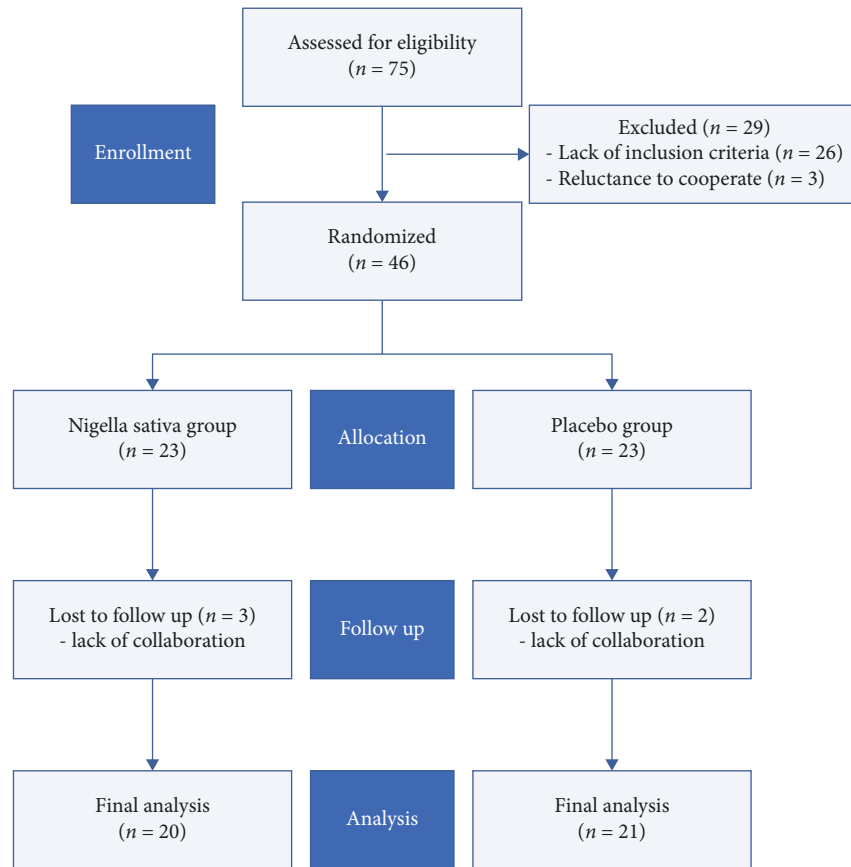 Assessed for eligibility
(n = 75)
Enrollment
Excluded (n = 29)
- Lack of inclusion criteria (n = 26)
- Reluctance to cooperate (n = 3)
Randomized
(n = 46)
Nigella sativa group
(n = 23)
Allocation
Placebo group
(n = 23)
Lost to follow up (n = 3)
- lack of collaboration
Follow up
Lost to follow up (n = 2)
- lack of collaboration
Final analysis
(n = 20)
Analysis
Final analysis
(n = 21)